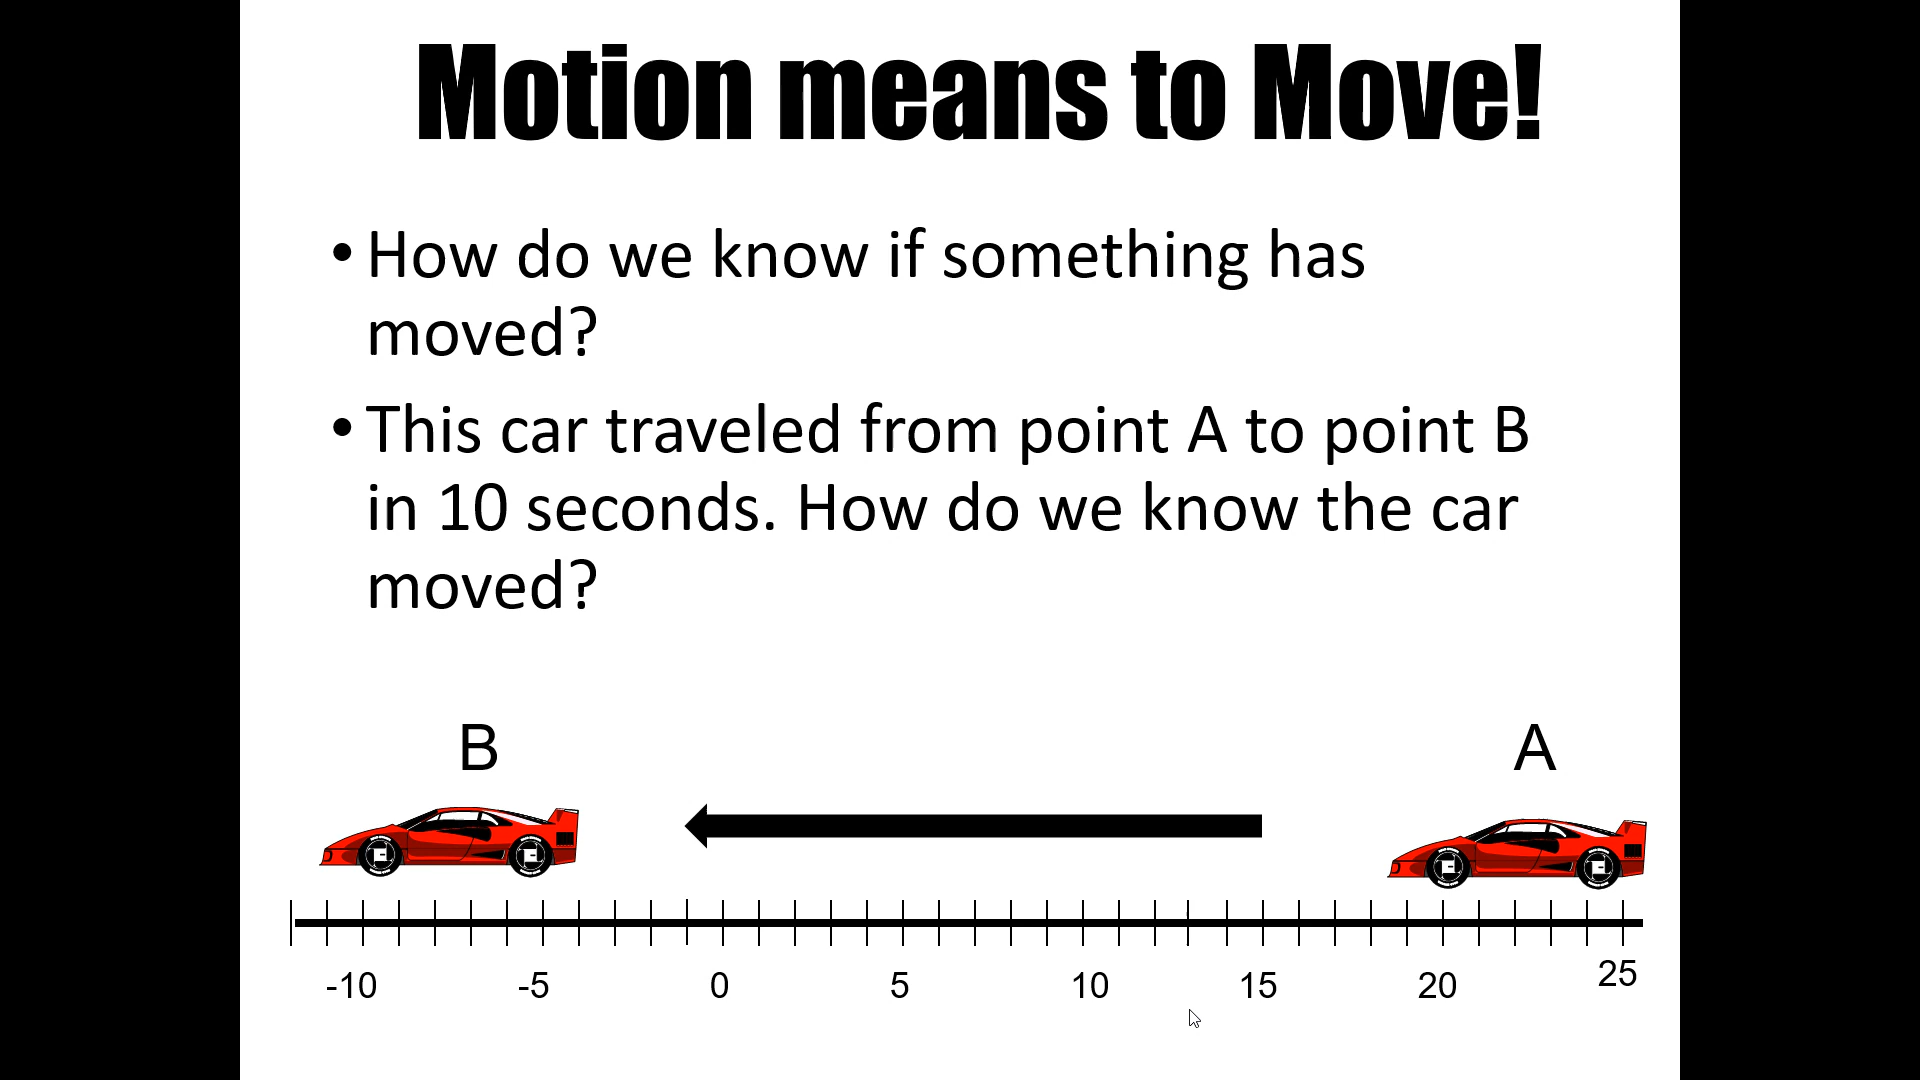 Motion means to Move!
• How do we know if something has
moved?
• This car traveled from point A to point B
in 10 seconds. How do we know the car
moved?
B A
-10 -5 0 5 10 15 20 25